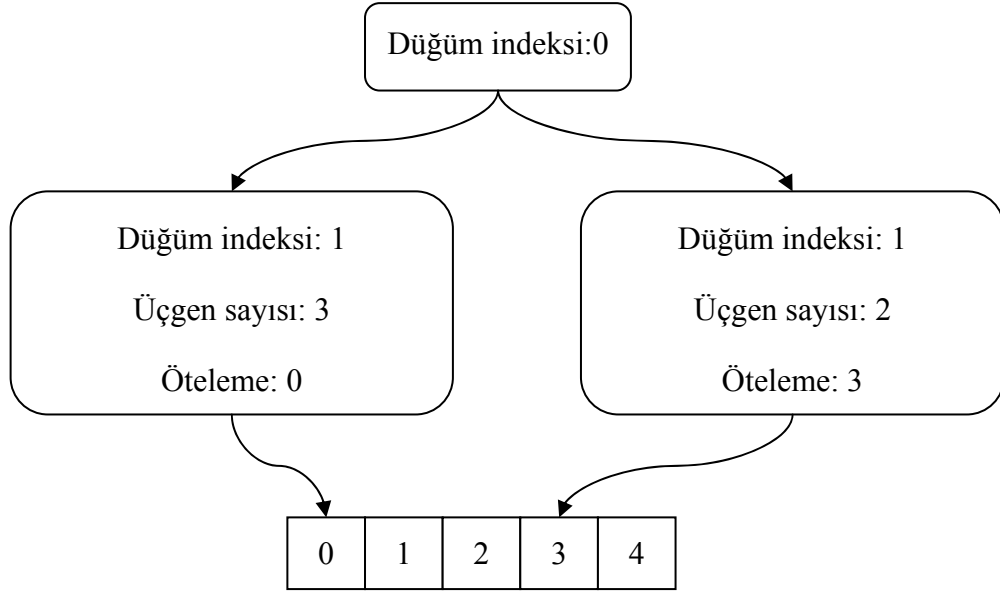 Düğüm indeksi:0
Düğüm indeksi: 1
Üçgen sayısı: 3
Öteleme: 0
Düğüm indeksi: 1
Üçgen sayısı: 2
Öteleme: 3
0 1 2 3 4